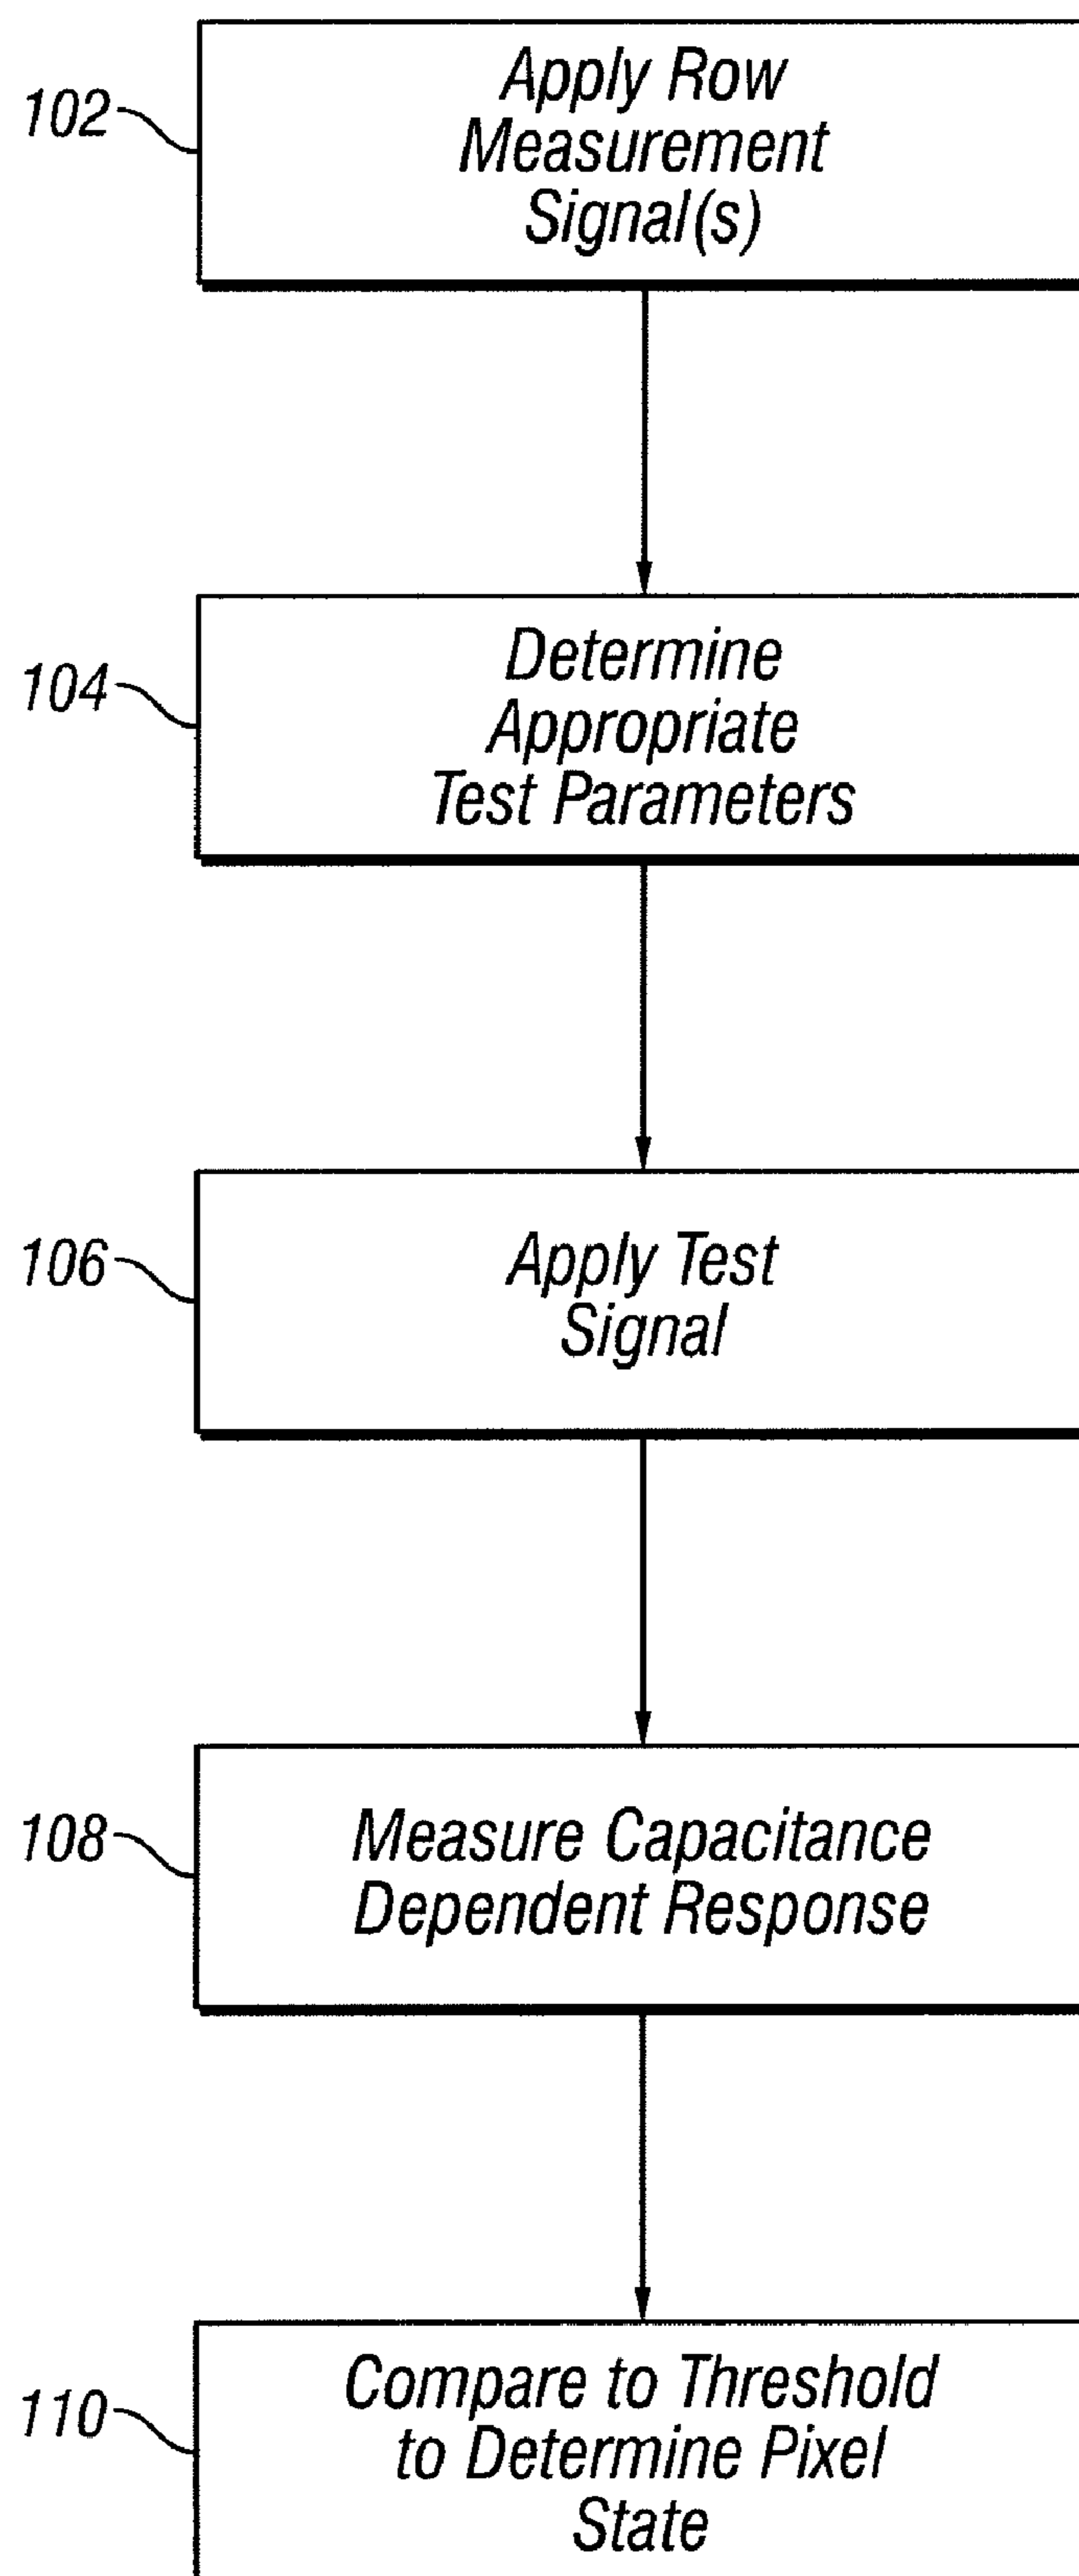 102
Apply Row
Measurement
Signal(s)
104
Determine
Appropriate
Test Parameters
106
Apply Test
Signal
108
Measure Capacitance
Dependent Response
110
Compare to Threshold
to Determine Pixel
State